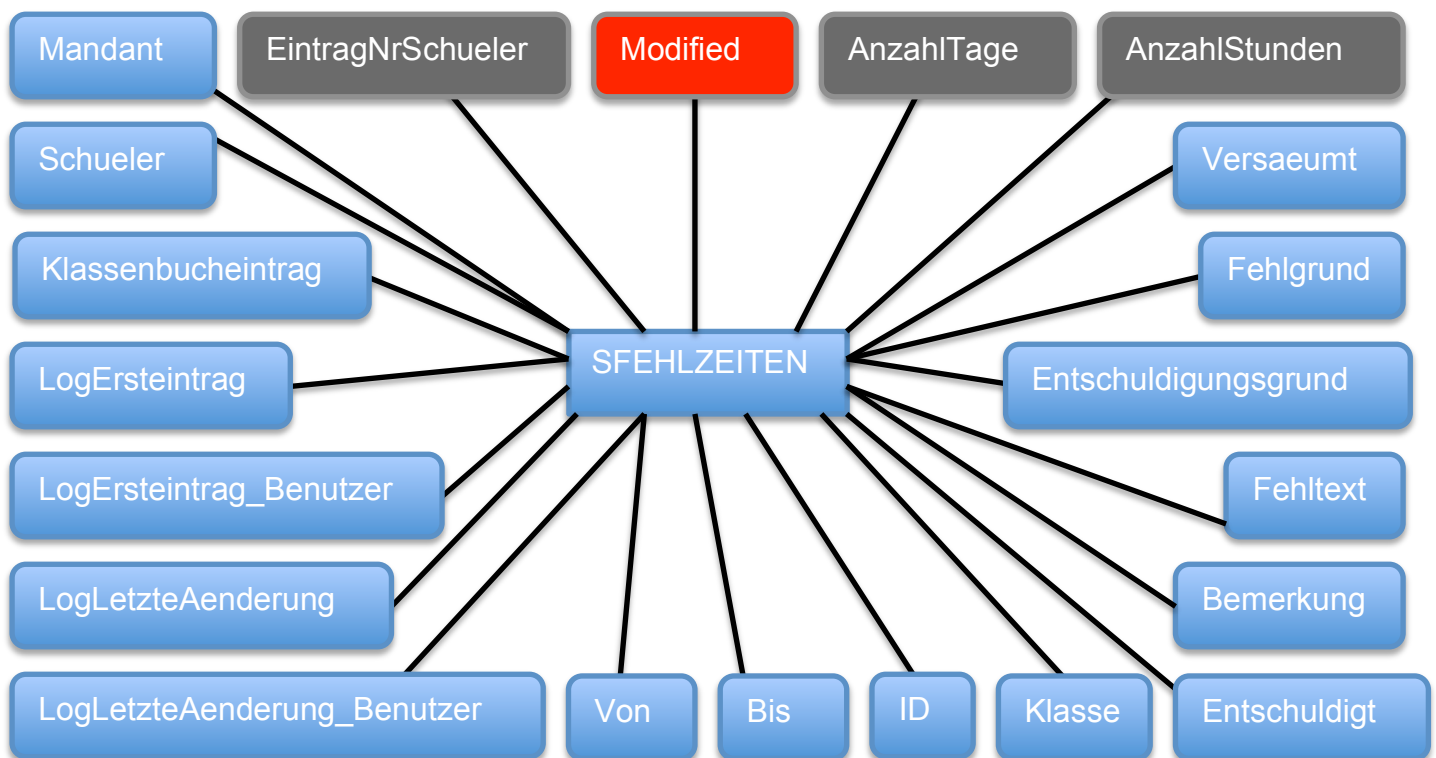 Mandant
EintragNrSchueler
Modified
AnzahlTage
AnzahlStunden
Schueler
Versaeumt
Klassenbucheintrag
Fehlgrund
SFEHLZEITEN
LogErsteintrag
Entschuldigungsgrund
LogErsteintrag_Benutzer
Fehltext
LogLetzteAenderung
Bemerkung
LogLetzteAenderung_Benutzer
Von
Bis
ID
Klasse
Entschuldigt